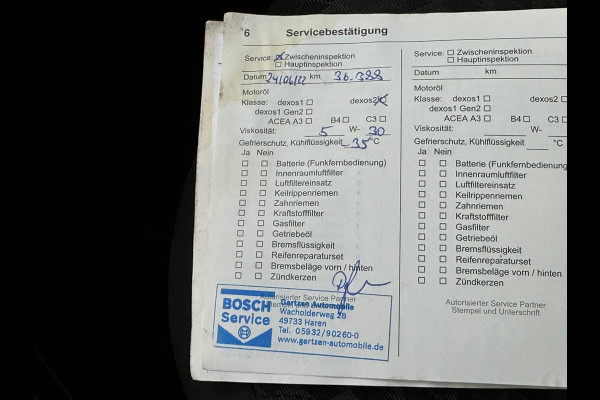 6 Servicebestätigung
Service: Zwischeninspektion
Hauptinspektion
Datum 24/06/22 km 36.388
Motoröl
Klasse: dexos1 dexos2
dexos1 Gen2
ACEA A3 B4 C3
Viskosität: 5 W- 30
Gefrierschutz, Kühlflüssigkeit -35 °C
Ja Nein
Batterie (Funkfernbedienung)
Innenraumluftfilter
Luftfiltereinsatz
Keilrippenriemen
Zahnriemen
Kraftstofffilter
Gasfilter
Getriebeöl
Bremsflüssigkeit
Reifenreparaturset
Bremsbeläge vorn / hinten
Zündkerzen
Autorisierter Service Partner
BOSCH
Service
Gertzen Automobile
Wacholderweg 28
49733 Haren
Tel. 05932/90260-0
www.gertzen-automobile.de
Service: Zwischeninspektion
Hauptinspektion
Datum km
Motoröl
Klasse: dexos1 dexos2
dexos1 Gen2
ACEA A3 B4 C3
Viskosität: W-
Gefrierschutz, Kühlflüssigkeit °C
Ja Nein
Batterie (Funkfernbedienung
Innenraumluftfilter
Luftfiltereinsatz
Keilrippenriemen
Zahnriemen
Kraftstofffilter
Gasfilter
Getriebeöl
Bremsflüssigkeit
Reifenreparaturset
Bremsbeläge vorn / hinten
Zündkerzen
Autorisierter Service Partner
Stempel und Unterschrift